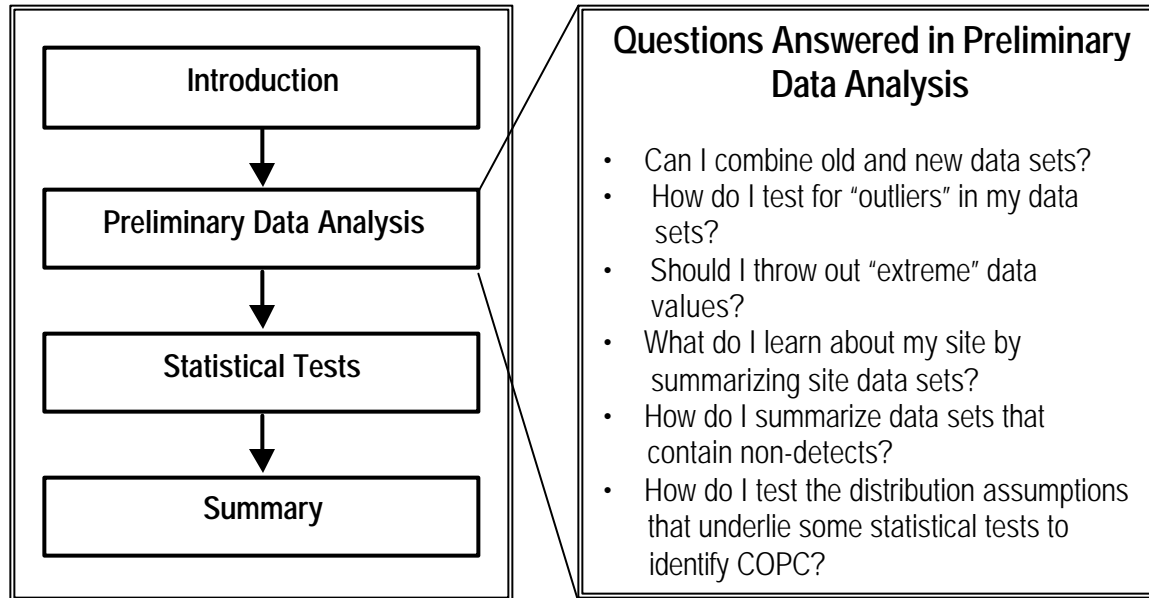 Introduction
Preliminary Data Analysis
Statistical Tests
Summary
Questions Answered in Preliminary
Data Analysis
• Can I combine old and new data sets?
• How do I test for “outliers” in my data
sets?
• Should I throw out “extreme” data
values?
• What do I learn about my site by
summarizing site data sets?
• How do I summarize data sets that
contain non-detects?
• How do I test the distribution assumptions
that underlie some statistical tests to
identify COPC?